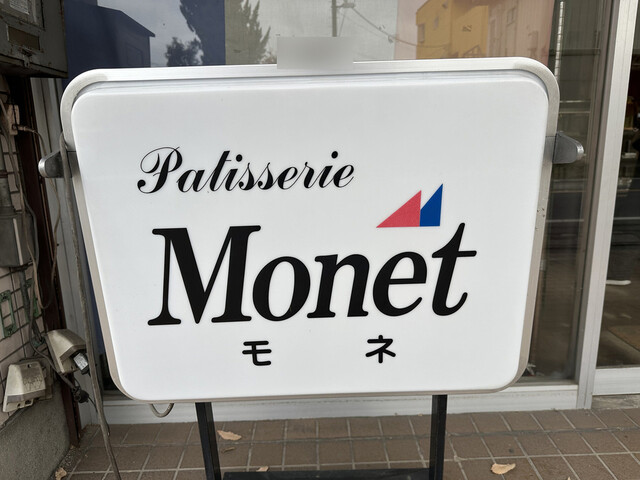 Patisserie
Monet
モネ